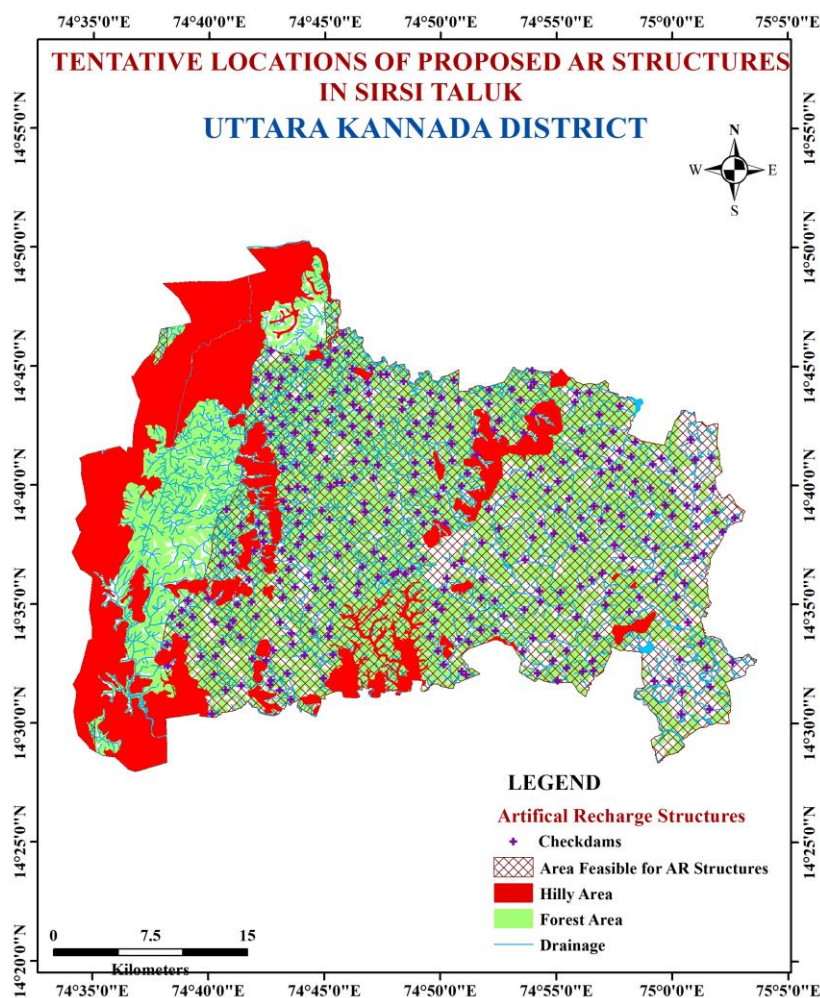 74°35'0"E 74°40'0"E 74°45'0"E 74°50'0"E 74°55'0"E 75°0'0"E 75°5'0"E
TENTATIVE LOCATIONS OF PROPOSED AR STRUCTURES
IN SIRSI TALUK
UTTARA KANNADA DISTRICT
N
W E
S
14°55'0"N 14°55'0"N
14°50'0"N 14°50'0"N
14°45'0"N 14°45'0"N
14°40'0"N 14°40'0"N
14°35'0"N 14°35'0"N
14°30'0"N 14°30'0"N
14°25'0"N 14°25'0"N
14°20'0"N 14°20'0"N
LEGEND
Artifical Recharge Structures
Checkdams
Area Feasible for AR Structures
Hilly Area
Forest Area
Drainage
0 7.5 15
Kilometers
74°35'0"E 74°40'0"E 74°45'0"E 74°50'0"E 74°55'0"E 75°0'0"E 75°5'0"E